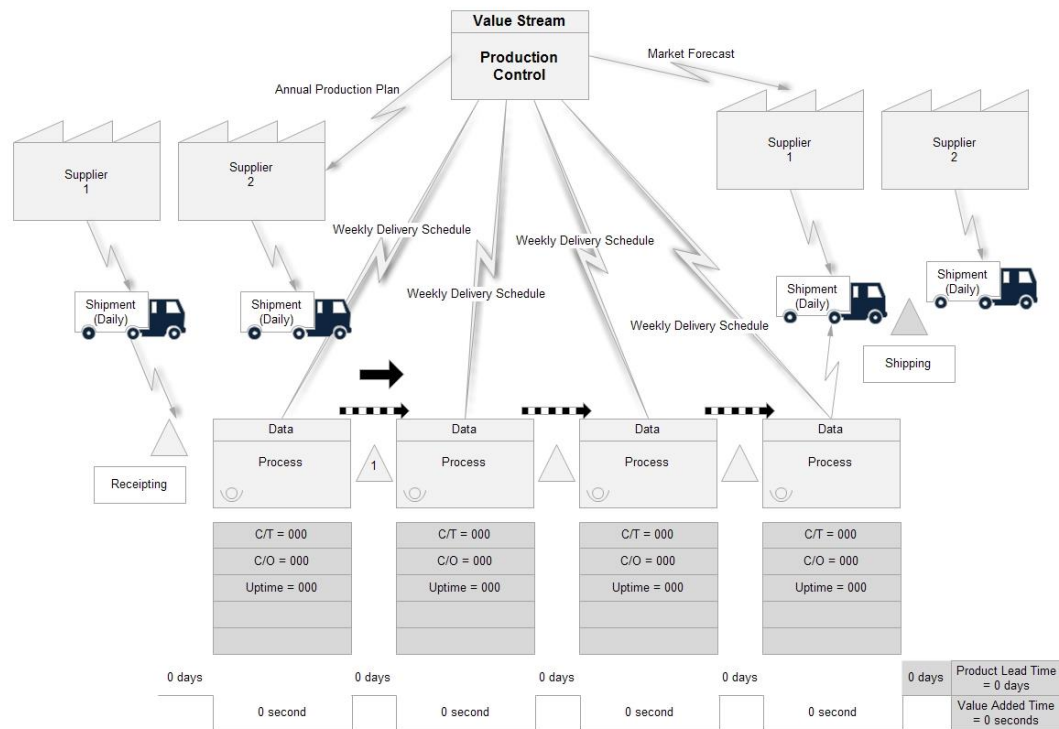 Value Stream
Production
Control
Market Forecast
Annual Production Plan
Supplier
1
Supplier
2
Supplier
1
Supplier
2
Weekly Delivery Schedule
Weekly Delivery Schedule
Weekly Delivery Schedule
Weekly Delivery Schedule
Shipment
(Daily)
Shipment
(Daily)
Shipment
(Daily)
Shipment
(Daily)
Shipping
Receipting
Data
Process
1
Data
Process
Data
Process
Data
Process
C/T = 000
C/O = 000
Uptime = 000
C/T = 000
C/O = 000
Uptime = 000
C/T = 000
C/O = 000
Uptime = 000
C/T = 000
C/O = 000
Uptime = 000
0 days
0 days
0 days
0 days
0 days
Product Lead Time
= 0 days
0 second
0 second
0 second
0 second
Value Added Time
= 0 seconds